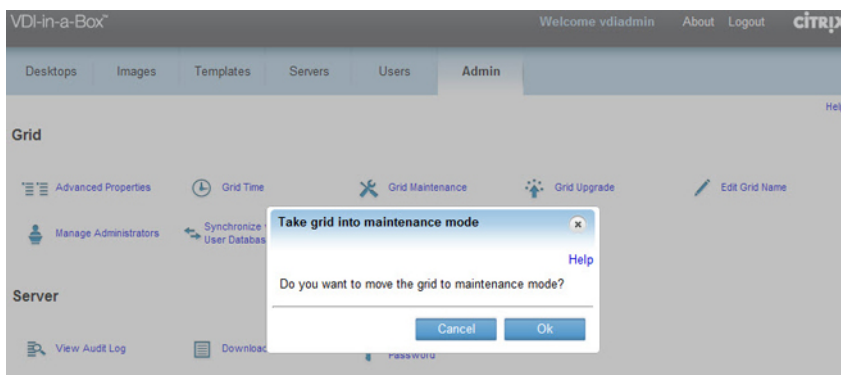 VDI-in-a-Box™
Welcome vdiadmin About Logout CITRIX
Desktops Images Templates Servers Users Admin
Help
Grid
Advanced Properties Grid Time Grid Maintenance Grid Upgrade Edit Grid Name
Manage Administrators Synchronize
User Databas
Take grid into maintenance mode
Help
Do you want to move the grid to maintenance mode?
Cancel Ok
Server
View Audit Log Download Password